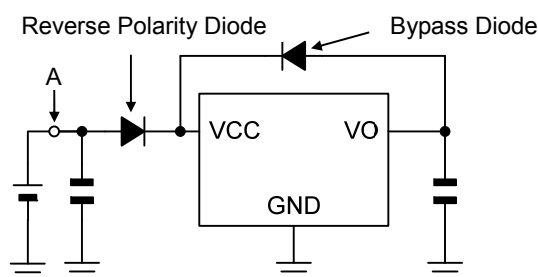 Reverse Polarity Diode
Bypass Diode
A
VCC
VO
GND